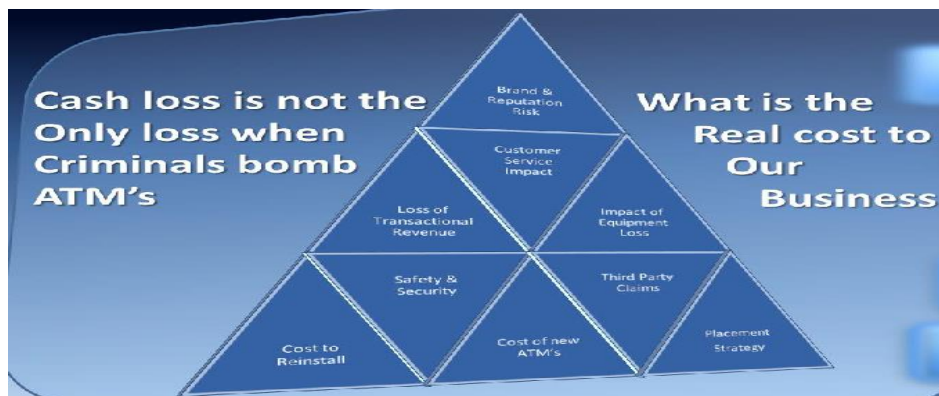 Cash loss is not the
Only loss when
Criminals bomb
ATM's
What is the
Real cost to
Our
Business
Brand &
Reputation
Risk
Customer
Service
Impact
Loss of
Transactional
Revenue
Impact of
Equipment
Loss
Safety &
Security
Third Party
Claims
Cost to
Reinstall
Cost of new
ATM's
Placement
Strategy